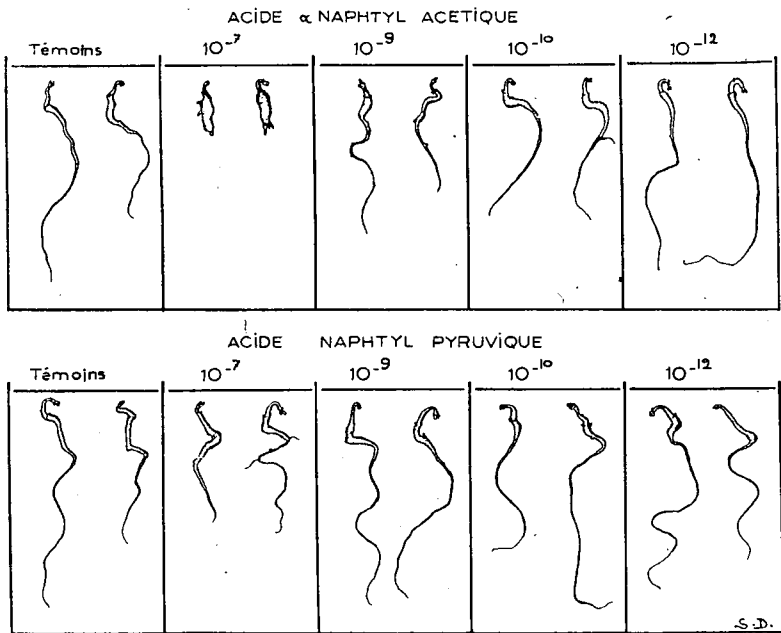 ACIDE α NAPHTYL ACETIQUE
Témoins 10⁻⁷ 10⁻⁹ 10⁻¹⁰ 10⁻¹²
ACIDE NAPHTYL PYRUVIQUE
Témoins 10⁻⁷ 10⁻⁹ 10⁻¹⁰ 10⁻¹²
S.D.